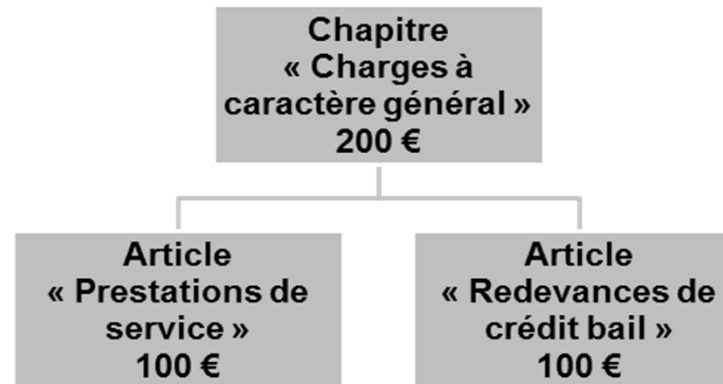 Chapitre
« Charges à
caractère général »
200 €
Article
« Prestations de
service »
100 €
Article
« Redevances de
crédit bail »
100 €